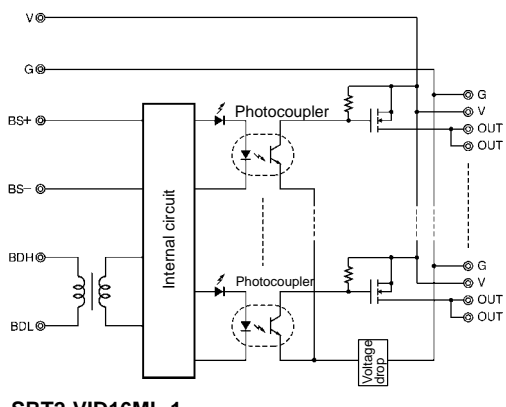 V
G
BS+
BS−
BDH
BDL
Internal circuit
Photocoupler
Photocoupler
Voltage drop
G
V
OUT
OUT
G
V
OUT
OUT